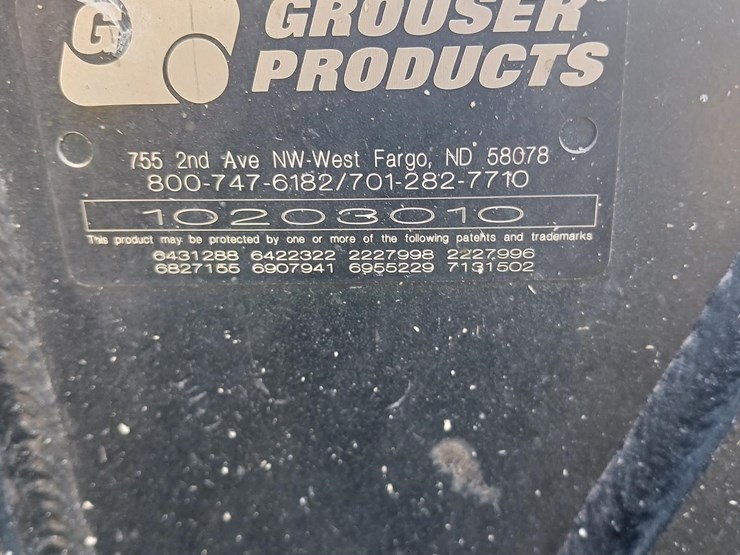 G
GROUSER
PRODUCTS
755 2nd Ave NW-West Fargo, ND 58078
800-747-6182/701-282-7710
10203010
This product may be protected by one or more of the following patents and trademarks
6431288 6422322 2227998 2227996
6827155 6907941 6955229 7131502